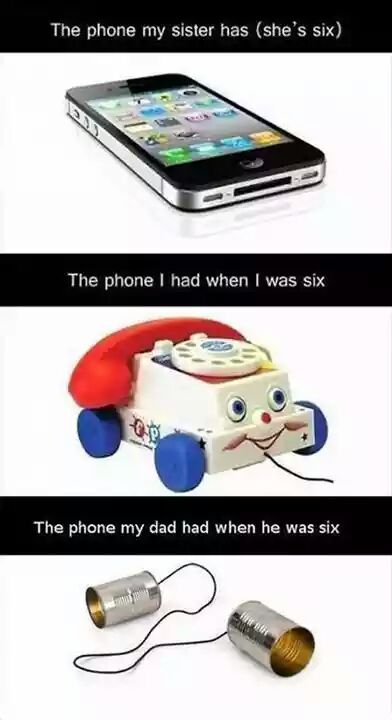 The phone my sister has (she's six)
The phone I had when I was six
The phone my dad had when he was six